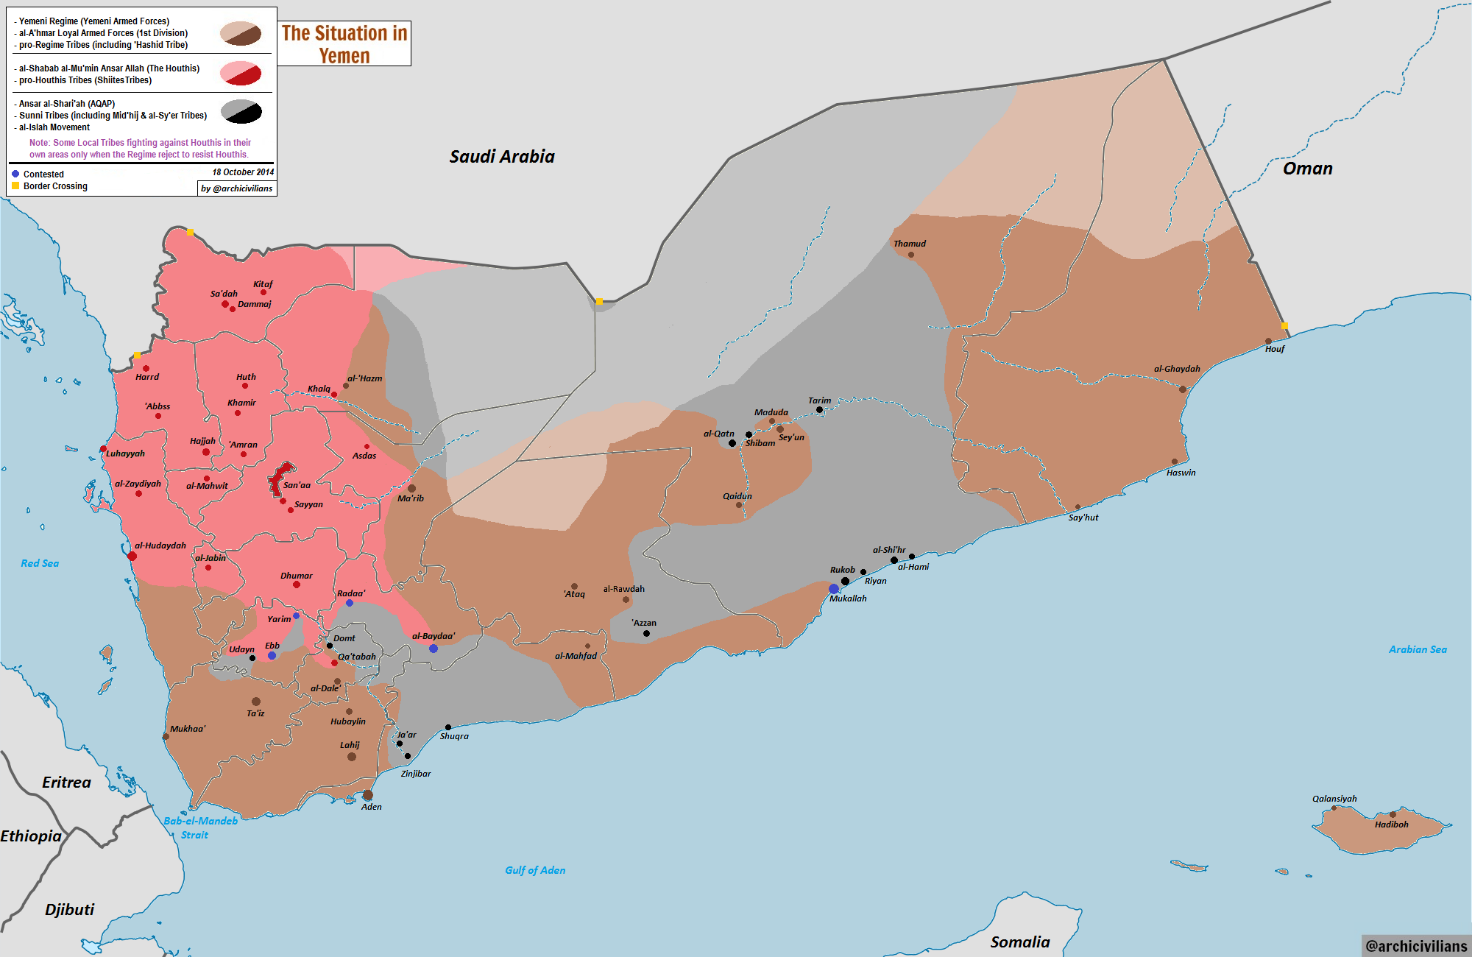 - Yemeni Regime (Yemeni Armed Forces)
- al-A'hmar Loyal Armed Forces (1st Division)
- pro-Regime Tribes (including 'Hashid Tribe)
- al-Shabab al-Mu'min Ansar Allah (The Houthis)
- pro-Houthis Tribes (ShiitesTribes)
- Ansar al-Shari'ah (AQAP)
- Sunni Tribes (including Mid'hij & al-Sy'er Tribes)
- al-Islah Movement
Note: Some Local Tribes fighting against Houthis in their
own areas only when the Regime reject to resist Houthis.
Contested
18 October 2014
Border Crossing
by @archicivilians
The Situation in
Yemen
Saudi Arabia
Oman
Thamud
Kitaf
Sa'dah
Dammaj
Houf
Harrd
Huth
Khalq
al-'Hazm
al-Ghaydah
'Abbss
Khamir
Tarim
Maduda
al-Qatn
Shibam
Sey'un
Luhayyah
Hajjah
'Amran
Asdas
Haswin
al-Zaydiyah
al-Mahwit
San'aa
Sayyan
Ma'rib
Qaidun
Say'hut
al-Hudaydah
al-Jabin
al-Shi'hr
al-Hami
Red Sea
Dhumar
Rukob
Riyan
Radaa'
'Ataq
al-Rawdah
Mukallah
Yarim
'Azzan
Udayn
Ebb
Domt
al-Baydaa'
Qa'tabah
al-Mahfad
Arabian Sea
al-Dale'
Ta'iz
Hubaylin
Mukhaa'
Lahij
Ja'ar
Shuqra
Zinjibar
Eritrea
Aden
Qalansiyah
Hadiboh
Bab-el-Mandeb
Strait
Ethiopia
Gulf of Aden
Djibuti
Somalia
@archicivilians